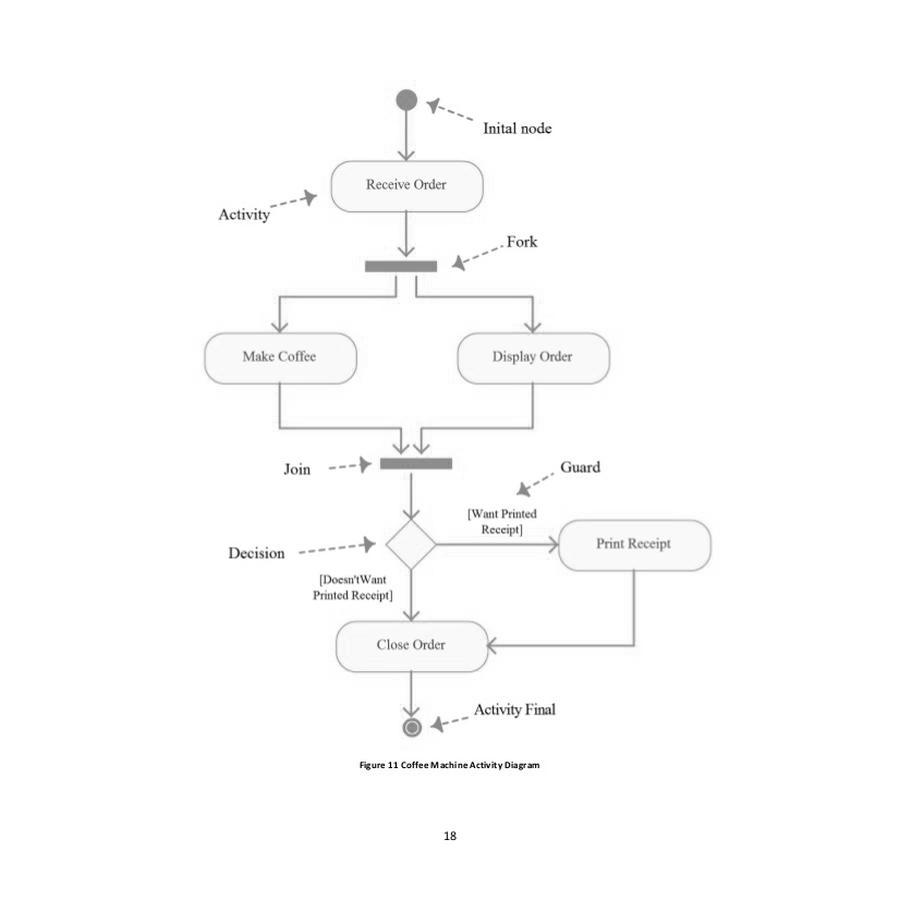 Inital node
Receive Order
Activity
Fork
Make Coffee
Display Order
Join
Guard
[Want Printed
Receipt]
Decision
Print Receipt
[Doesn'tWant
Printed Receipt]
Close Order
Activity Final
Figure 11 Coffee Machine Activity Diagram
18